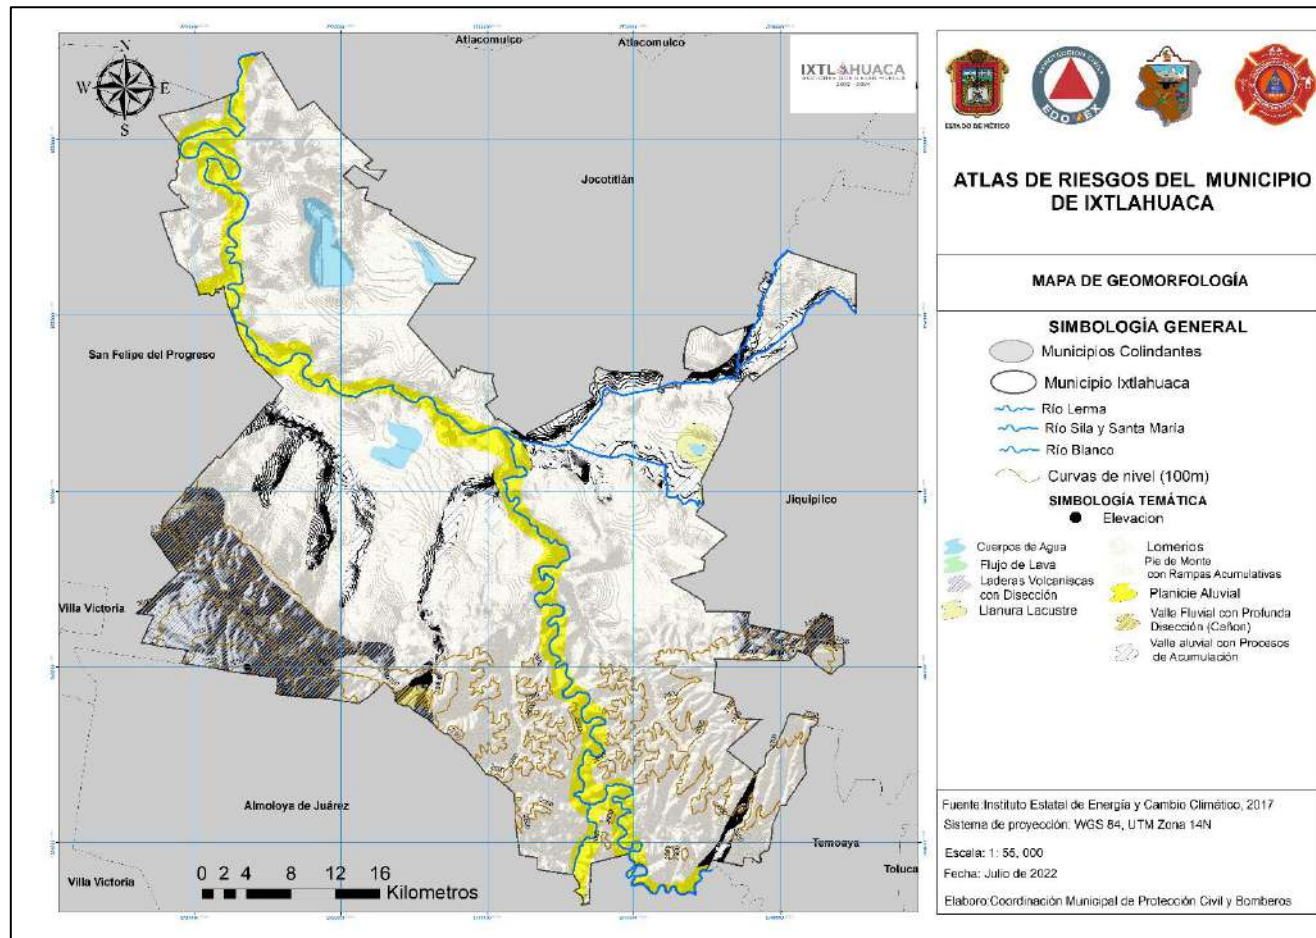 Atlacomulco
Atlacomulco
N
W
E
S
IXTLAHUACA
ESTADO DE MÉXICO
PROTECCIÓN CIVIL
EDOMEX
ATLAS DE RIESGOS DEL MUNICIPIO
DE IXTLAHUACA
Jocotitlán
MAPA DE GEOMORFOLOGÍA
SIMBOLOGÍA GENERAL
Municipios Colindantes
Municipio Ixtlahuaca
Río Lerma
Río Sila y Santa María
Río Blanco
Curvas de nivel (100m)
SIMBOLOGÍA TEMÁTICA
Elevacion
Cuerpos de Agua
Flujo de Lava
Laderas Volcaniscas
con Disección
Llanura Lacustre
Lomerios
Pie de Monte
con Rampas Acumulativas
Planicie Aluvial
Valle Fluvial con Profunda
Disección (Cañon)
Valle aluvial con Procesos
de Acumulación
San Felipe del Progreso
Jiquipilco
Villa Victoria
Almoloya de Juárez
Temoaya
Toluca
Villa Victoria
0 2 4 8 12 16
Kilometros
Fuente:Instituto Estatal de Energía y Cambio Climático, 2017
Sistema de proyección: WGS 84, UTM Zona 14N
Escala: 1: 55, 000
Fecha: Julio de 2022
Elaboro:Coordinación Municipal de Protección Civil y Bomberos